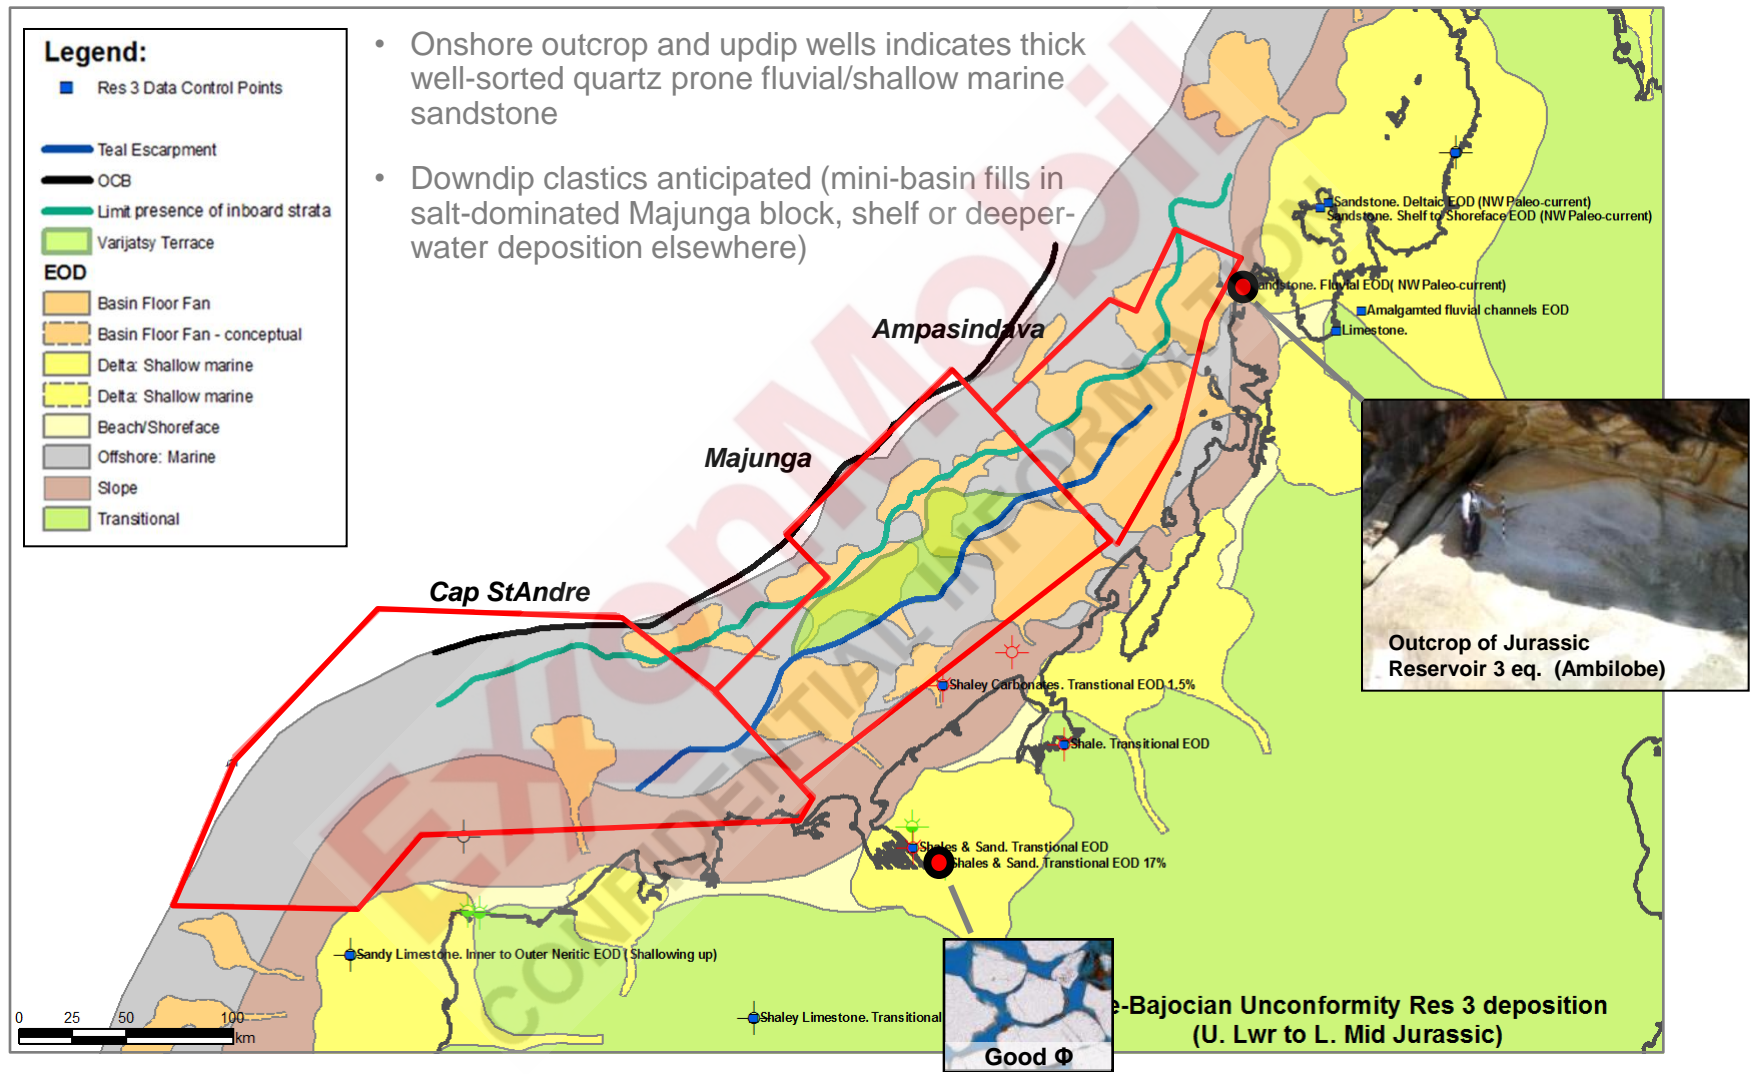 Legend:
Res 3 Data Control Points
Teal Escarpment
OCB
Limit presence of inboard strata
Varijatsy Terrace
EOD
Basin Floor Fan
Basin Floor Fan - conceptual
Delta: Shallow marine
Delta: Shallow marine
Beach/Shoreface
Offshore: Marine
Slope
Transitional
• Onshore outcrop and updip wells indicates thick
well-sorted quartz prone fluvial/shallow marine
sandstone
• Downdip clastics anticipated (mini-basin fills in
salt-dominated Majunga block, shelf or deeper-
water deposition elsewhere)
ExxonMobil
CONFIDENTIAL INFORMATION
Sandstone. Deltaic EOD (NW Paleo-current)
Sandstone. Shelf to Shoreface EOD (NW Paleo-current)
andstone. Fluvial EOD( NW Paleo-current)
Amalgamted fluvial channels EOD
Limestone.
Ampasindava
Majunga
Cap StAndre
Outcrop of Jurassic
Reservoir 3 eq. (Ambilobe)
Shaley Carbonates. Transtional EOD 1.5%
Shale. Transitional EOD
Shales & Sand. Transtional EOD
Shales & Sand. Transtional EOD 17%
Sandy Limestone. Inner to Outer Neritic EOD (Shallowing up)
Shaley Limestone. Transitional
e-Bajocian Unconformity Res 3 deposition
(U. Lwr to L. Mid Jurassic)
Good Φ
0 25 50 100
km